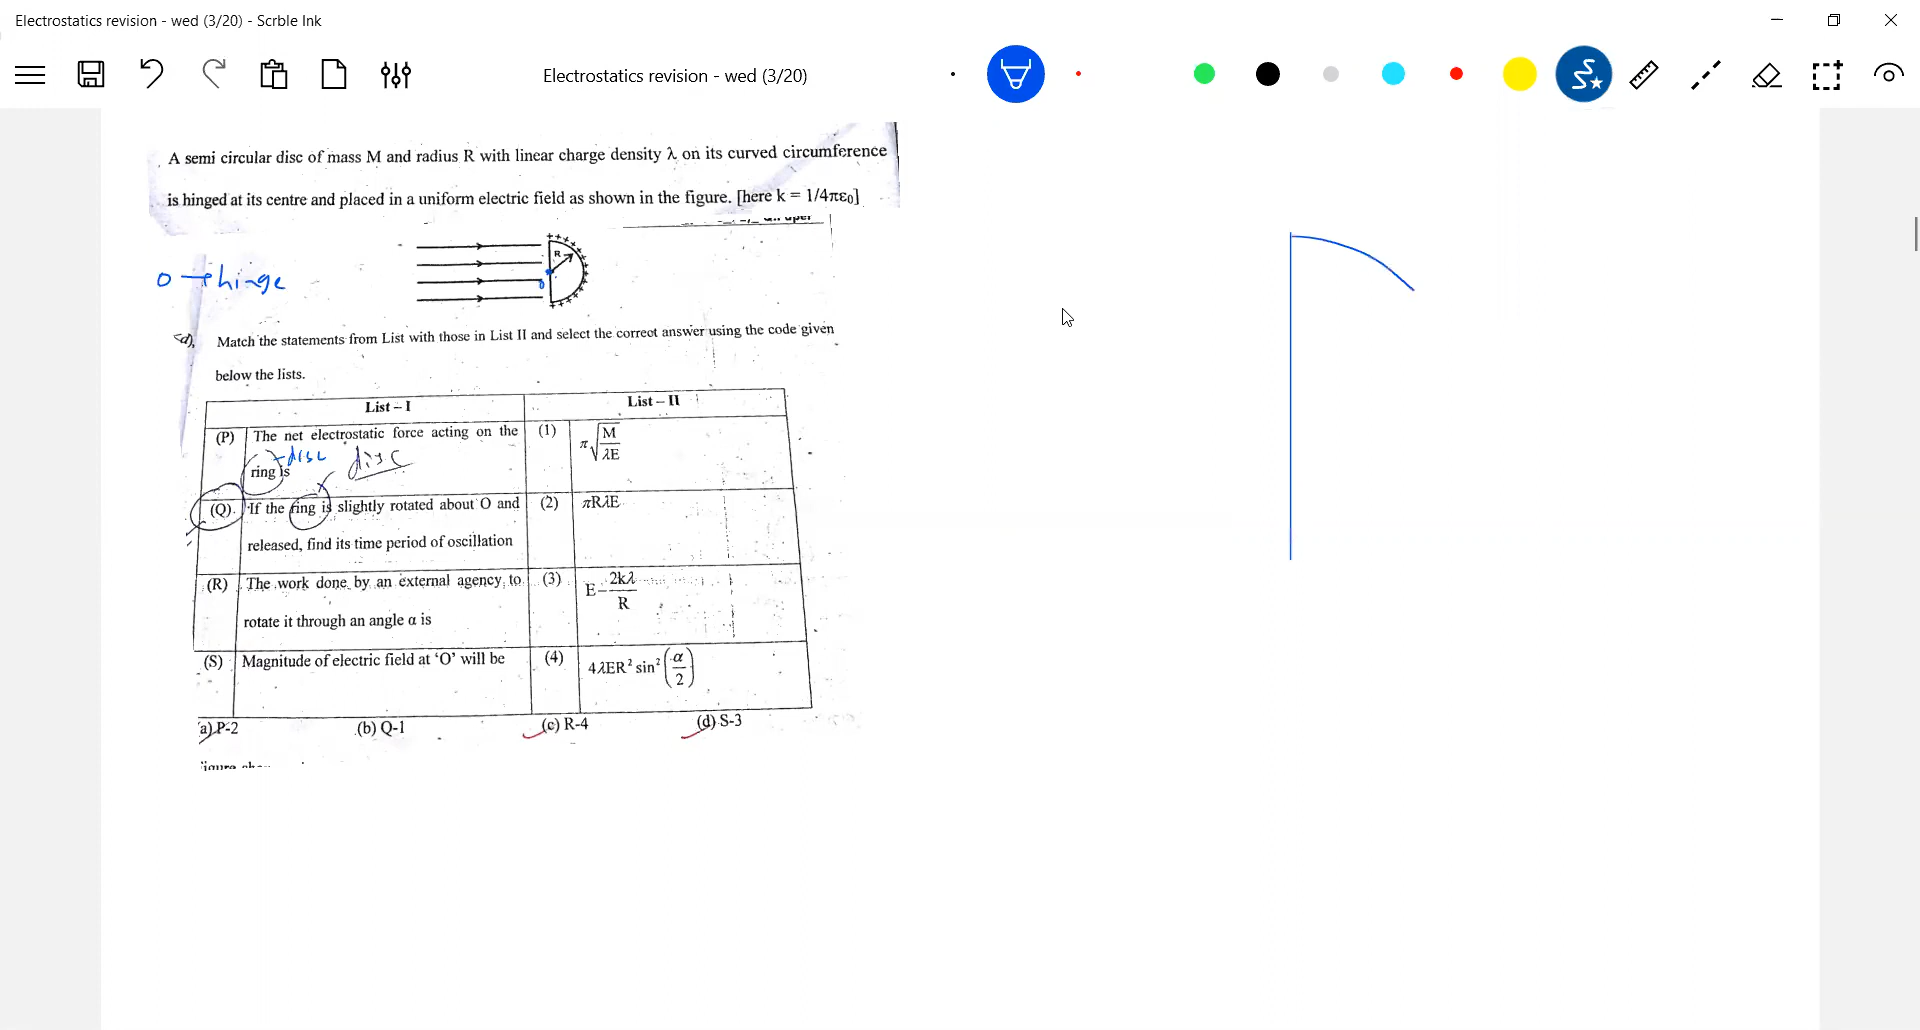 Electrostatics revision - wed (3/20) - Scrble Ink
Electrostatics revision - wed (3/20)
A semi circular disc of mass M and radius R with linear charge density λ on its curved circumference
is hinged at its centre and placed in a uniform electric field as shown in the figure. [here k = 1/4πε₀]
R
O → hinge
O
Match the statements from List with those in List II and select the correct answer using the code given
below the lists.
List – I
List – II
(P) The net electrostatic force acting on the (1) π√(M/λE)
disc disc
ring is
(Q). If the ring is slightly rotated about O and (2) πRλE
released, find its time period of oscillation
(R) The work done by an external agency to (3) E–2kλ/R
rotate it through an angle α is
(S) Magnitude of electric field at 'O' will be (4) 4λER² sin²(α/2)
a) P-2 (b) Q-1 (c) R-4 (d) S-3